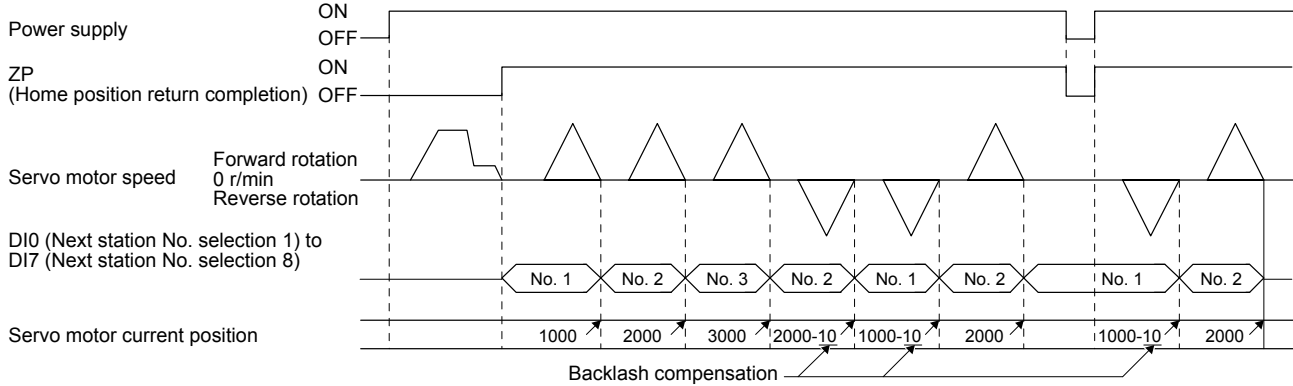 Power supply
ON
OFF
ZP
(Home position return completion)
ON
OFF
Servo motor speed
Forward rotation
0 r/min
Reverse rotation
DI0 (Next station No. selection 1) to
DI7 (Next station No. selection 8)
No. 1 No. 2 No. 3 No. 2 No. 1 No. 2 No. 1 No. 2
Servo motor current position
1000 2000 3000 2000-10 1000-10 2000 1000-10 2000
Backlash compensation